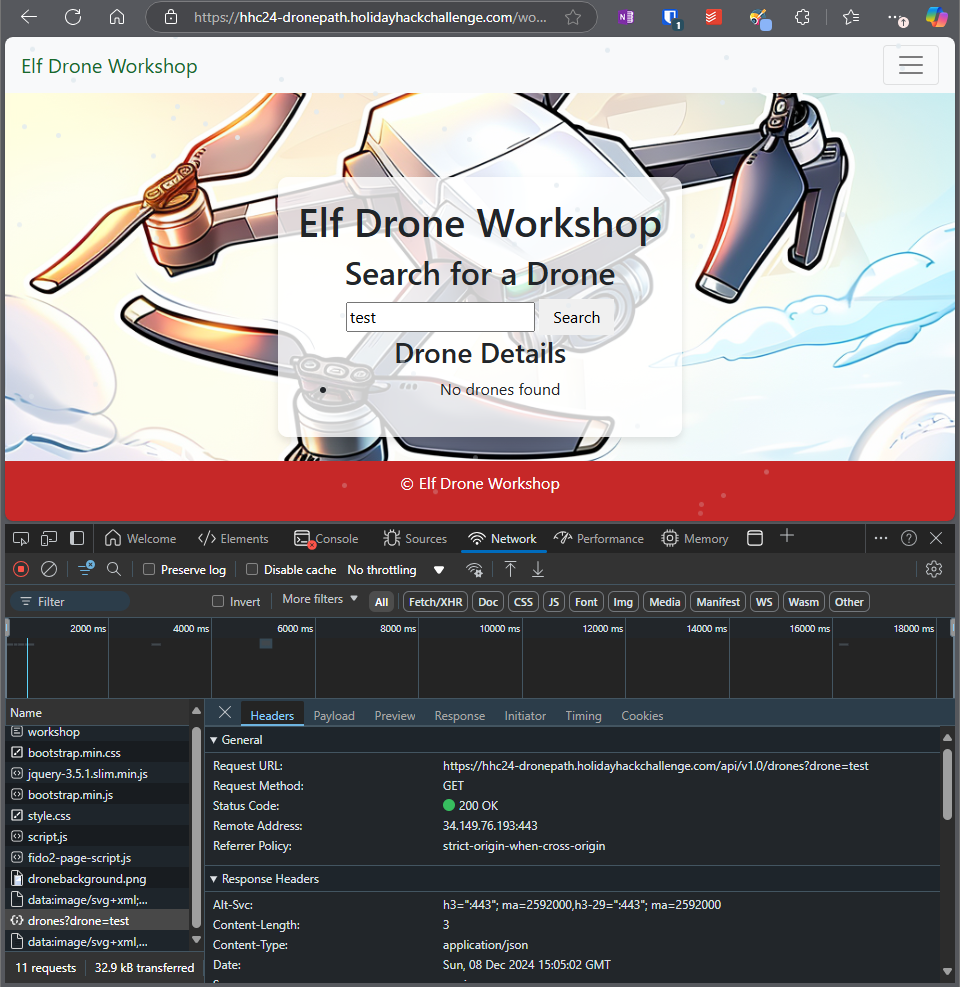 https://hhc24-dronepath.holidayhackchallenge.com/wo...
1
Elf Drone Workshop
Elf Drone Workshop
Search for a Drone
test Search
Drone Details
No drones found
© Elf Drone Workshop
Welcome Elements Console Sources Network Performance Memory
Preserve log Disable cache No throttling
Filter Invert More filters All Fetch/XHR Doc CSS JS Font Img Media Manifest WS Wasm Other
2000 ms 4000 ms 6000 ms 8000 ms 10000 ms 12000 ms 14000 ms 16000 ms 18000 ms
Name
workshop
bootstrap.min.css
jquery-3.5.1.slim.min.js
bootstrap.min.js
style.css
script.js
fido2-page-script.js
dronebackground.png
data:image/svg+xml;...
drones?drone=test
data:image/svg+xml,...
11 requests 32.9 kB transferred
Headers Payload Preview Response Initiator Timing Cookies
General
Request URL: https://hhc24-dronepath.holidayhackchallenge.com/api/v1.0/drones?drone=test
Request Method: GET
Status Code: 200 OK
Remote Address: 34.149.76.193:443
Referrer Policy: strict-origin-when-cross-origin
Response Headers
Alt-Svc: h3=":443"; ma=2592000,h3-29=":443"; ma=2592000
Content-Length: 3
Content-Type: application/json
Date: Sun, 08 Dec 2024 15:05:02 GMT